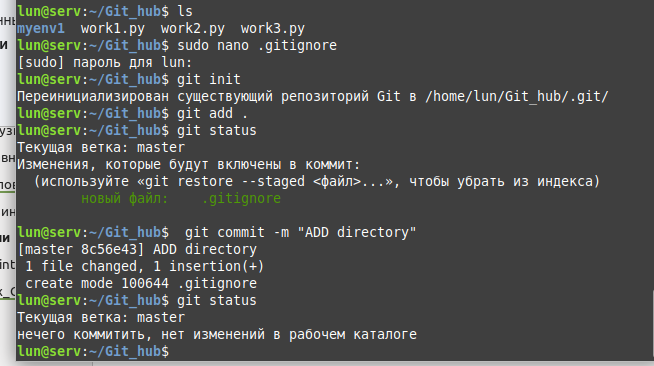 lun@serv:~/Git_hub$ ls
myenv1  work1.py  work2.py  work3.py
lun@serv:~/Git_hub$ sudo nano .gitignore
[sudo] пароль для lun:
lun@serv:~/Git_hub$ git init
Переинициализирован существующий репозиторий Git в /home/lun/Git_hub/.git/
lun@serv:~/Git_hub$ git add .
lun@serv:~/Git_hub$ git status
Текущая ветка: master
Изменения, которые будут включены в коммит:
  (используйте «git restore --staged <файл>...», чтобы убрать из индекса)
        новый файл:    .gitignore

lun@serv:~/Git_hub$  git commit -m "ADD directory"
[master 8c56e43] ADD directory
 1 file changed, 1 insertion(+)
 create mode 100644 .gitignore
lun@serv:~/Git_hub$ git status
Текущая ветка: master
нечего коммитить, нет изменений в рабочем каталоге
lun@serv:~/Git_hub$